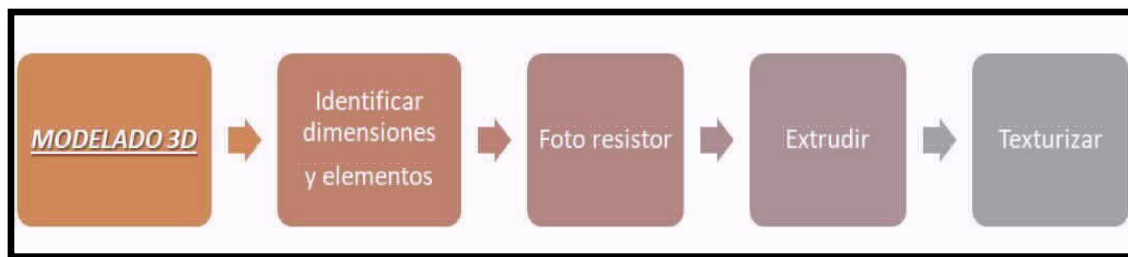 MODELADO 3D
Identificar
dimensiones
y elementos
Foto resistor
Extrudir
Texturizar